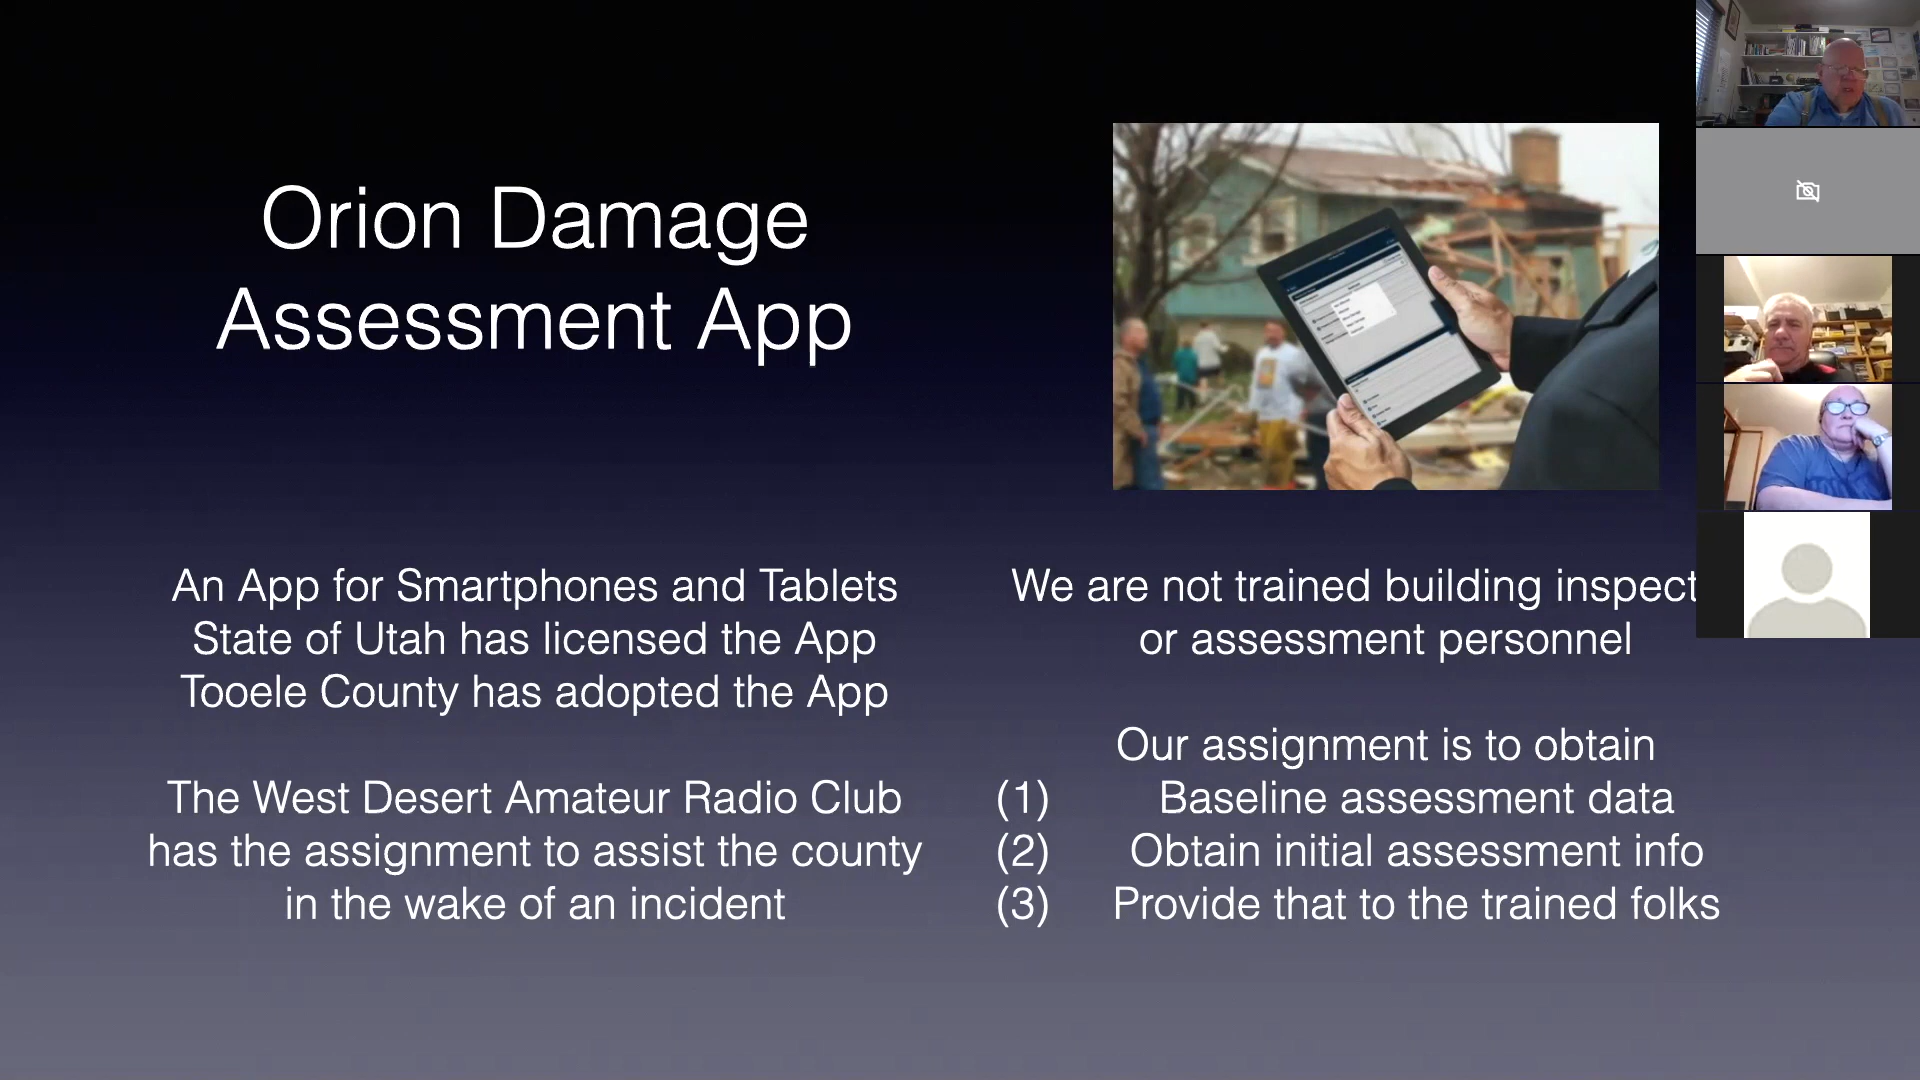 Orion Damage
Assessment App
An App for Smartphones and Tablets
State of Utah has licensed the App
Tooele County has adopted the App
The West Desert Amateur Radio Club
has the assignment to assist the county
in the wake of an incident
We are not trained building inspect
or assessment personnel
Our assignment is to obtain
(1) Baseline assessment data
(2) Obtain initial assessment info
(3) Provide that to the trained folks